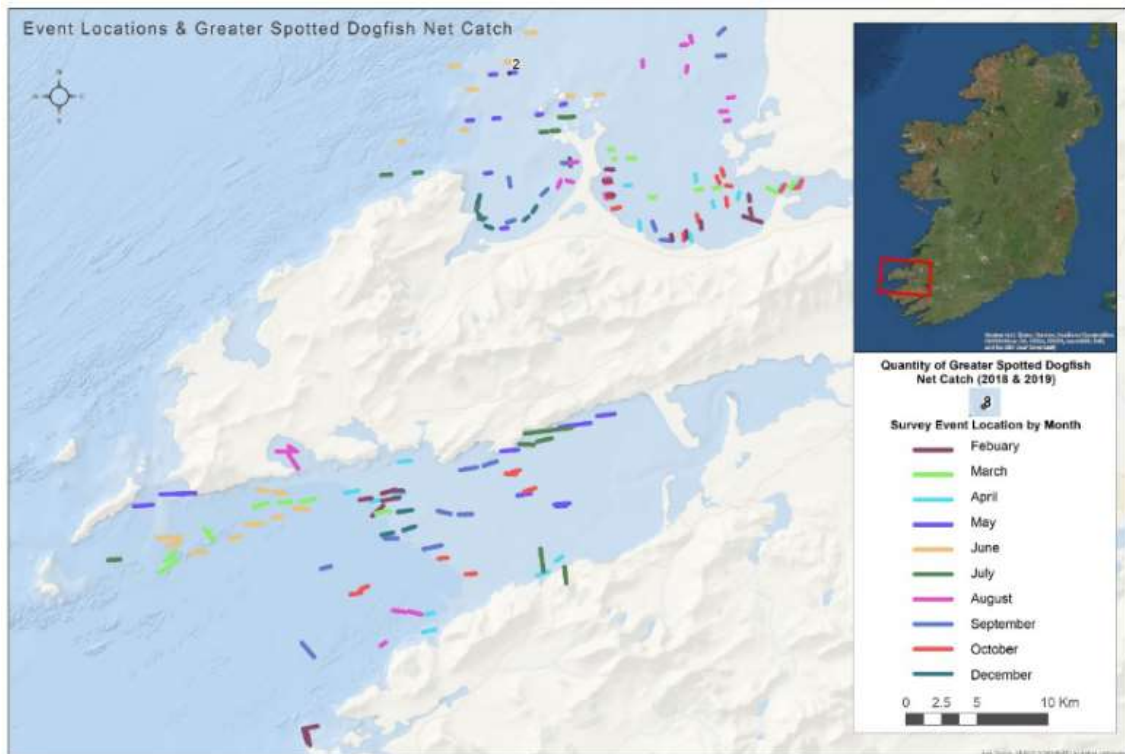 Event Locations & Greater Spotted Dogfish Net Catch
2
N
Quantity of Greater Spotted Dogfish
Net Catch (2018 & 2019)
Survey Event Location by Month
Febuary
March
April
May
June
July
August
September
October
December
0 2.5 5 10 Km